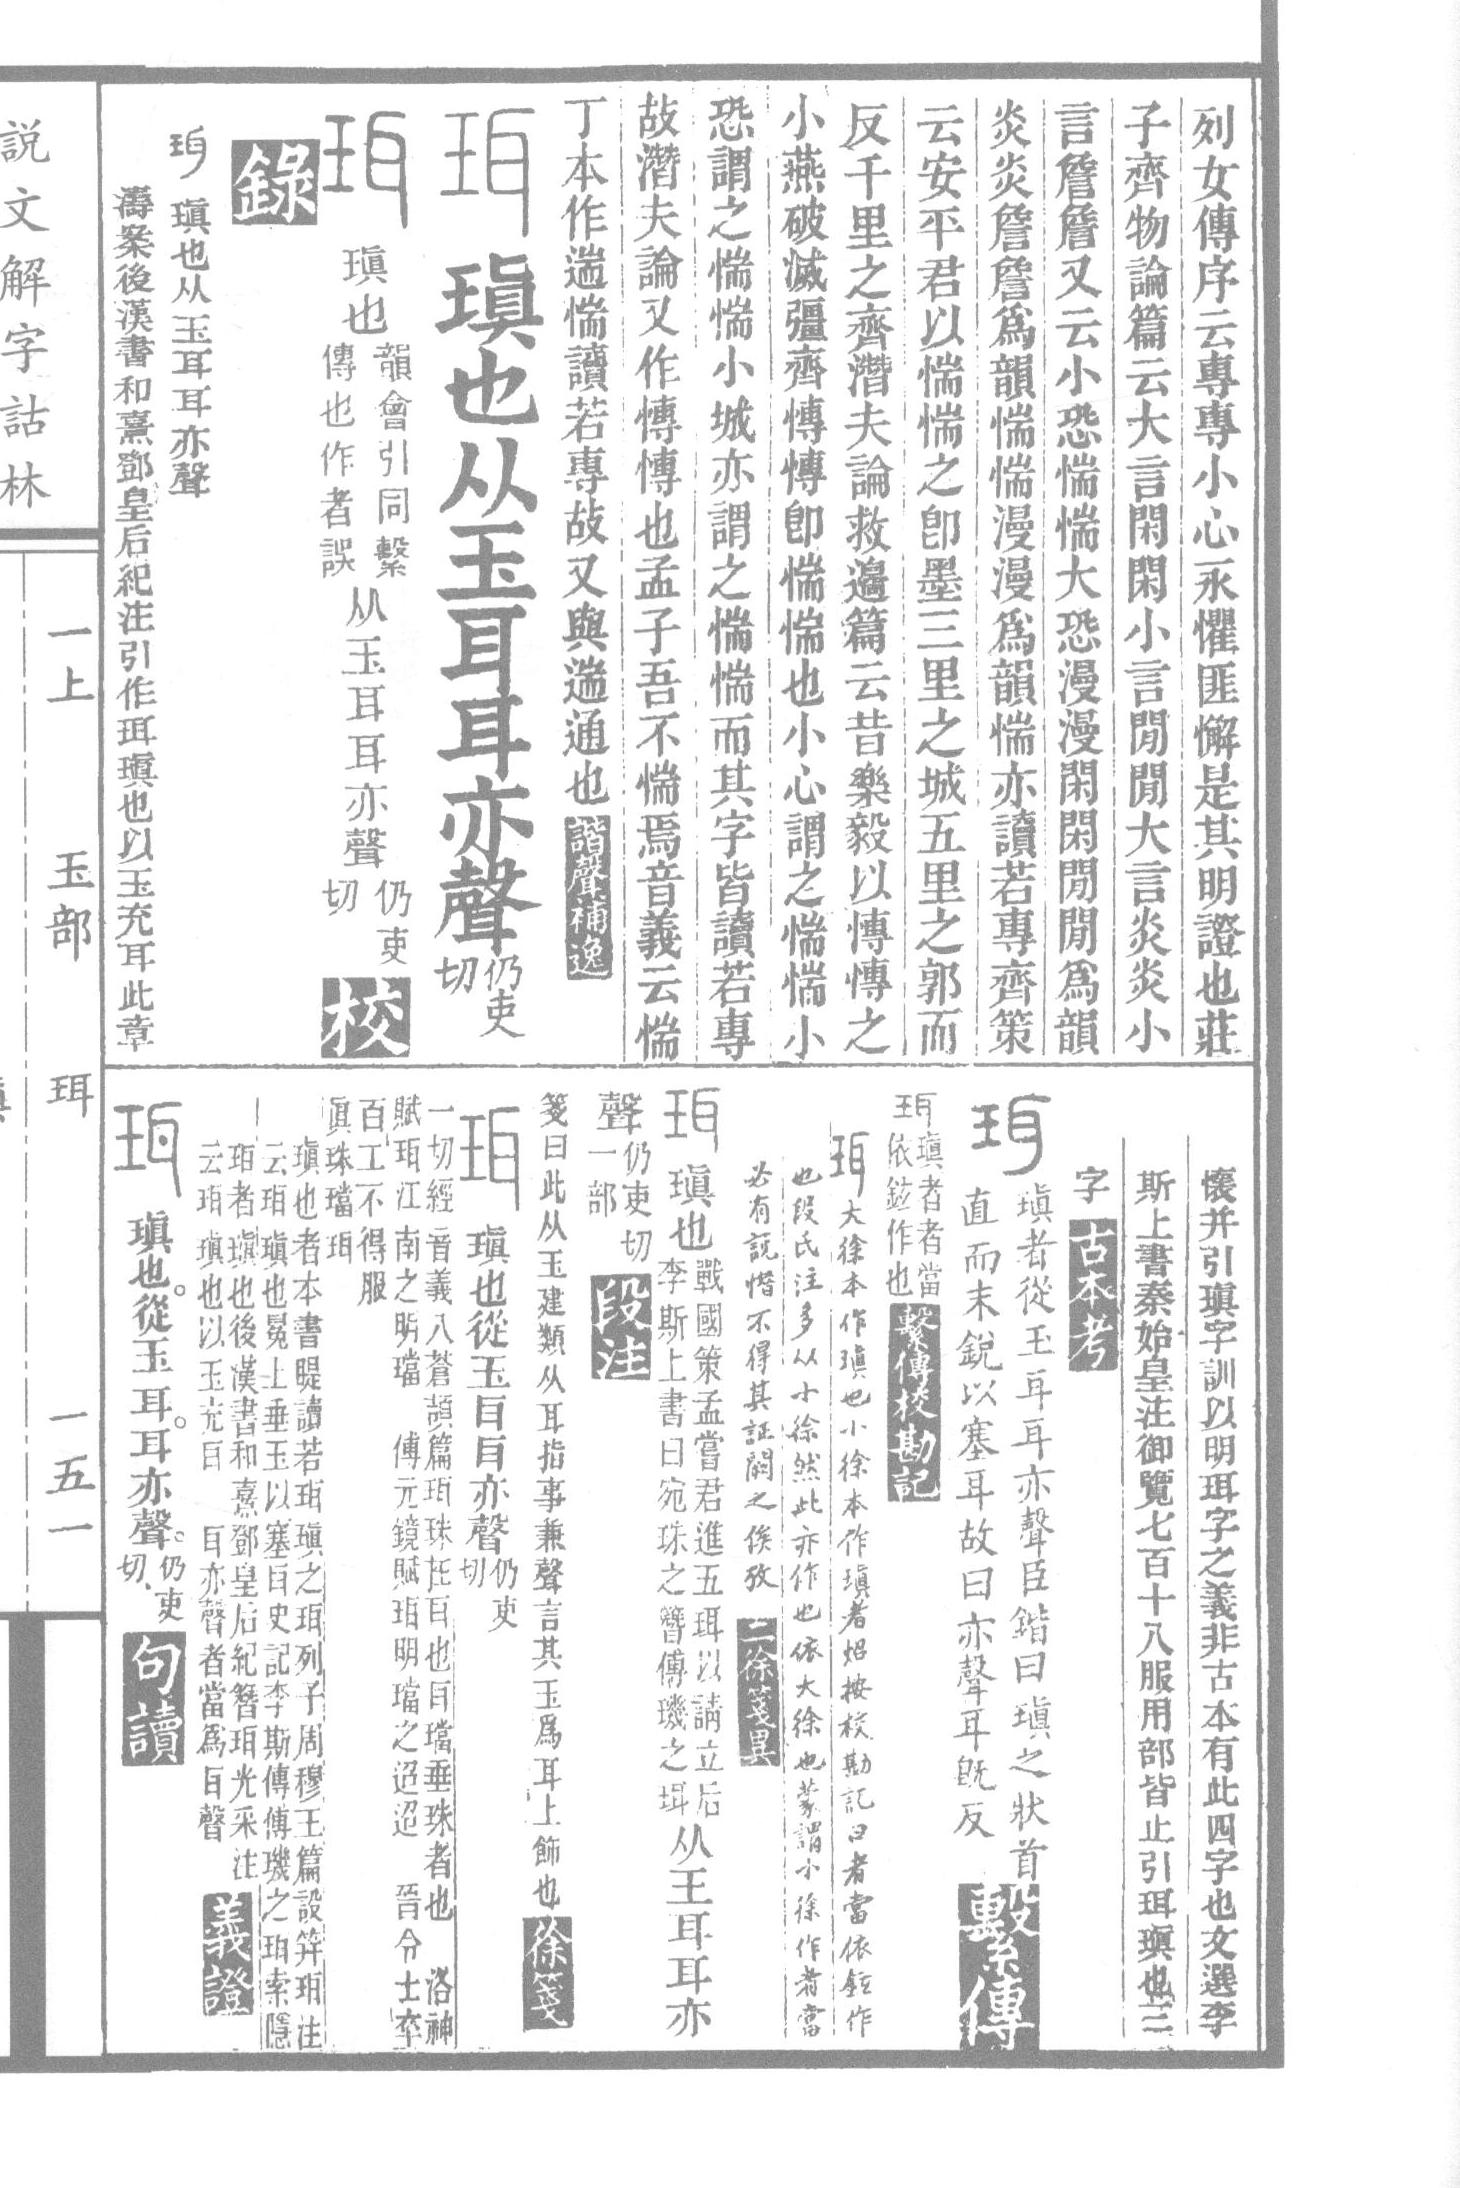 列女傳序云專專小心永懼匪懈是其明證也莊
子齊物論篇云大言閑閑小言閒閒大言炎炎小
言詹詹又云小恐惴惴大恐漫漫閑閑閒閒爲韻
炎炎詹詹爲韻惴惴漫漫爲韻惴亦讀若專齊策
云安平君以惴惴之卽墨三里之城五里之郭而
反千里之齊潛夫論救邊篇云昔樂毅以慱慱之
小燕破滅彊齊慱慱卽惴惴也小心謂之惴惴小
恐謂之惴惴小城亦謂之惴惴而其字皆讀若專
故潛夫論又作慱慱也孟子吾不惴焉音義云惴
丁本作遄惴讀若專故又與遄通也
諧聲補逸
珥
瑱也从玉耳耳亦聲
仍吏
切
珥
瑱也
韻會引同繫
傳也作者誤
从玉耳耳亦聲
仍吏
切
校
錄
珥
瑱也从玉耳耳亦聲
濤案後漢書和熹鄧皇后紀注引作珥瑱也以玉充耳此章
懷并引瑱字訓以明珥字之義非古本有此四字也文選李
斯上書秦始皇注御覽七百十八服用部皆止引珥瑱也三
字
古本考
珥
瑱者從玉耳耳亦聲臣鍇曰瑱之狀首
直而末銳以塞耳故曰亦聲耳旣反
繫傳
珥瑱者者當
依鉉作也
繫傳校勘記
珥
大徐本作瑱也小徐本作瑱者炤按校勘記曰者當依鉉作
也段氏注多从小徐然此亦作也依大徐也蒙謂小徐作者當
必有説惜不得其証闕之俟攷
二徐箋異
珥
瑱也
戰國策孟嘗君進五珥以請立后
李斯上書曰宛珠之簪傅璣之珥
从王耳耳亦
聲
仍吏切
一部
段注
箋曰此从玉建類从耳指事兼聲言其玉爲耳上飾也
徐箋
珥
瑱也從玉耳耳亦聲
仍吏
切
一切經音義八蒼頡篇珥珠在耳也耳璫垂珠者也 洛神
賦珥江南之明璫 傅元鏡賦珥明璫之迢迢 晉令士卒
百工不得服
眞珠璫珥
瑱也者本書睼讀若珥瑱之珥列子周穆王篇設笄珥注
云珥瑱也冕上垂玉以塞耳史記李斯傳傅璣之珥索隱
珥者瑱也後漢書和熹鄧皇后紀簪珥光采注
云珥瑱也以玉充耳 耳亦聲者當爲耳聲
義證
珥
瑱也。從玉耳。耳亦聲。
仍吏
切、
句讀
説文解字詁林
一上
玉部
珥
一五一